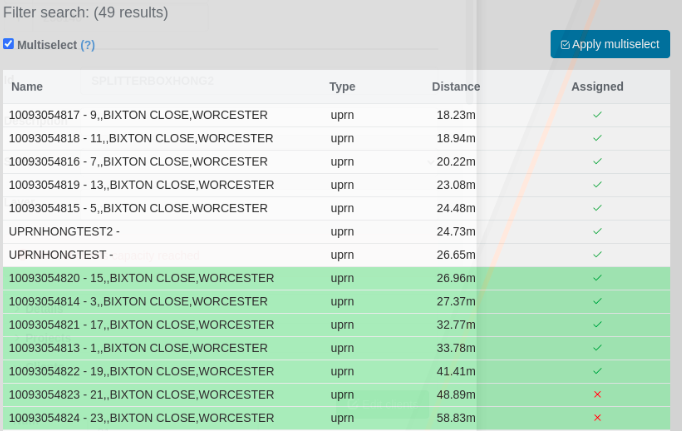 Filter search: (49 results)
Multiselect (?)
Apply multiselect
SPLITTERBOXHONG2
Name Type Distance Assigned
10093054817 - 9,,BIXTON CLOSE,WORCESTER uprn 18.23m
10093054818 - 11,,BIXTON CLOSE,WORCESTER uprn 18.94m
10093054816 - 7,,BIXTON CLOSE,WORCESTER uprn 20.22m
10093054819 - 13,,BIXTON CLOSE,WORCESTER uprn 23.08m
10093054815 - 5,,BIXTON CLOSE,WORCESTER uprn 24.48m
UPRNHONGTEST2 - uprn 24.73m
UPRNHONGTEST - uprn 26.65m
10093054820 - 15,,BIXTON CLOSE,WORCESTER uprn 26.96m
10093054814 - 3,,BIXTON CLOSE,WORCESTER uprn 27.37m
10093054821 - 17,,BIXTON CLOSE,WORCESTER uprn 32.77m
10093054813 - 1,,BIXTON CLOSE,WORCESTER uprn 33.78m
10093054822 - 19,,BIXTON CLOSE,WORCESTER uprn 41.41m
10093054823 - 21,,BIXTON CLOSE,WORCESTER uprn 48.89m
10093054824 - 23,,BIXTON CLOSE,WORCESTER uprn 58.83m